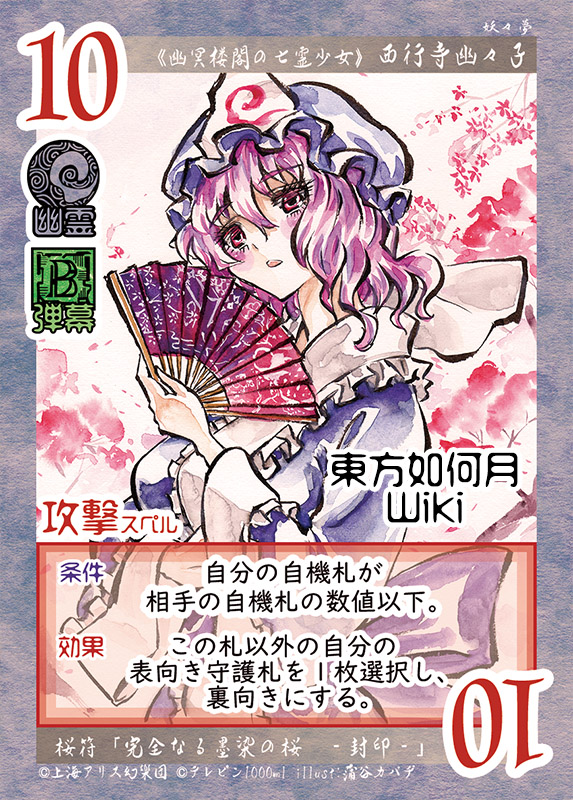 妖々夢
10
《幽冥楼閣の亡霊少女》 西行寺幽々子
幽霊
B
弾幕
東方如何月
Wiki
攻撃スペル
条件
自分の自機札が
相手の自機札の数値以下。
効果
この札以外の自分の
表向き守護札を1枚選択し、
裏向きにする。
10
桜符「完全なる墨染の桜 -封印-」
©上海アリス幻樂団 ©テレピン1000ml illust:蒲谷カバヂ